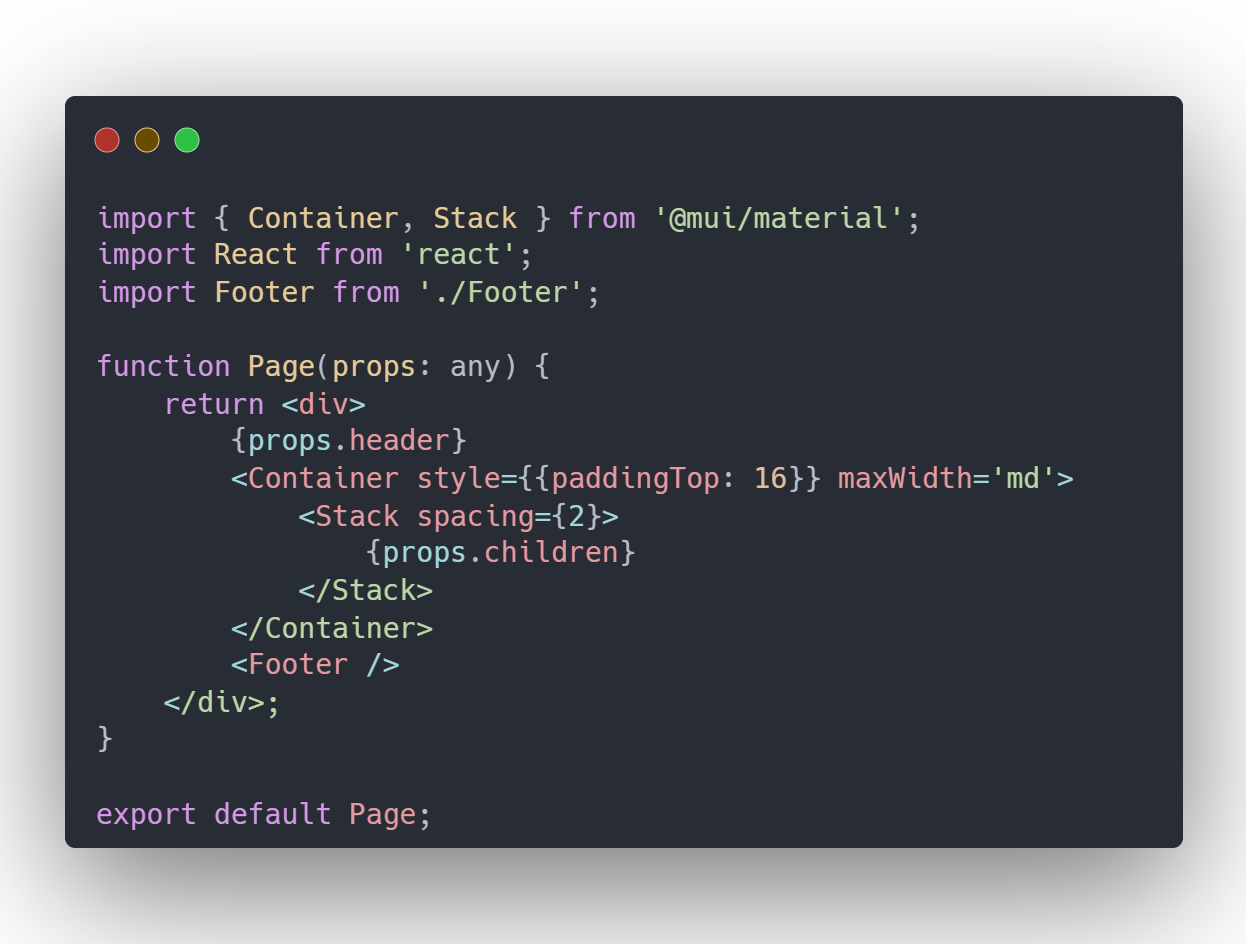 import { Container, Stack } from '@mui/material';
import React from 'react';
import Footer from './Footer';

function Page(props: any) {
    return <div>
        {props.header}
        <Container style={{paddingTop: 16}} maxWidth='md'>
            <Stack spacing={2}>
                {props.children}
            </Stack>
        </Container>
        <Footer />
    </div>;
}

export default Page;